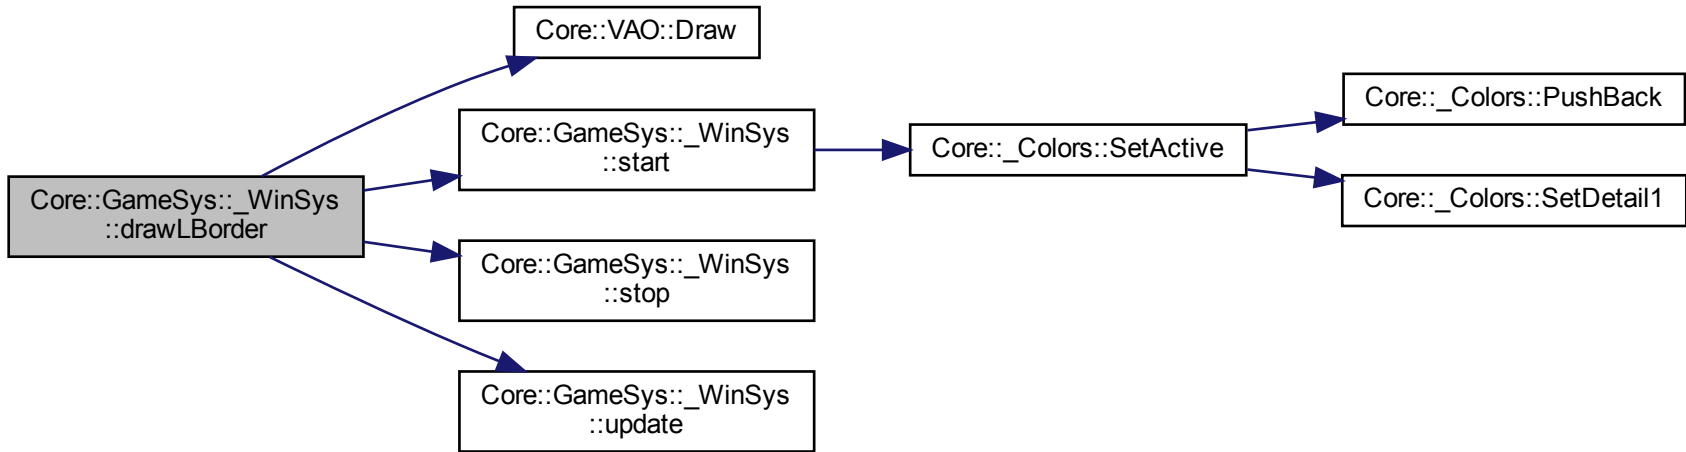 Core::GameSys::_WinSys
::drawLBorder
Core::VAO::Draw
Core::GameSys::_WinSys
::start
Core::_Colors::SetActive
Core::_Colors::PushBack
Core::_Colors::SetDetail1
Core::GameSys::_WinSys
::stop
Core::GameSys::_WinSys
::update